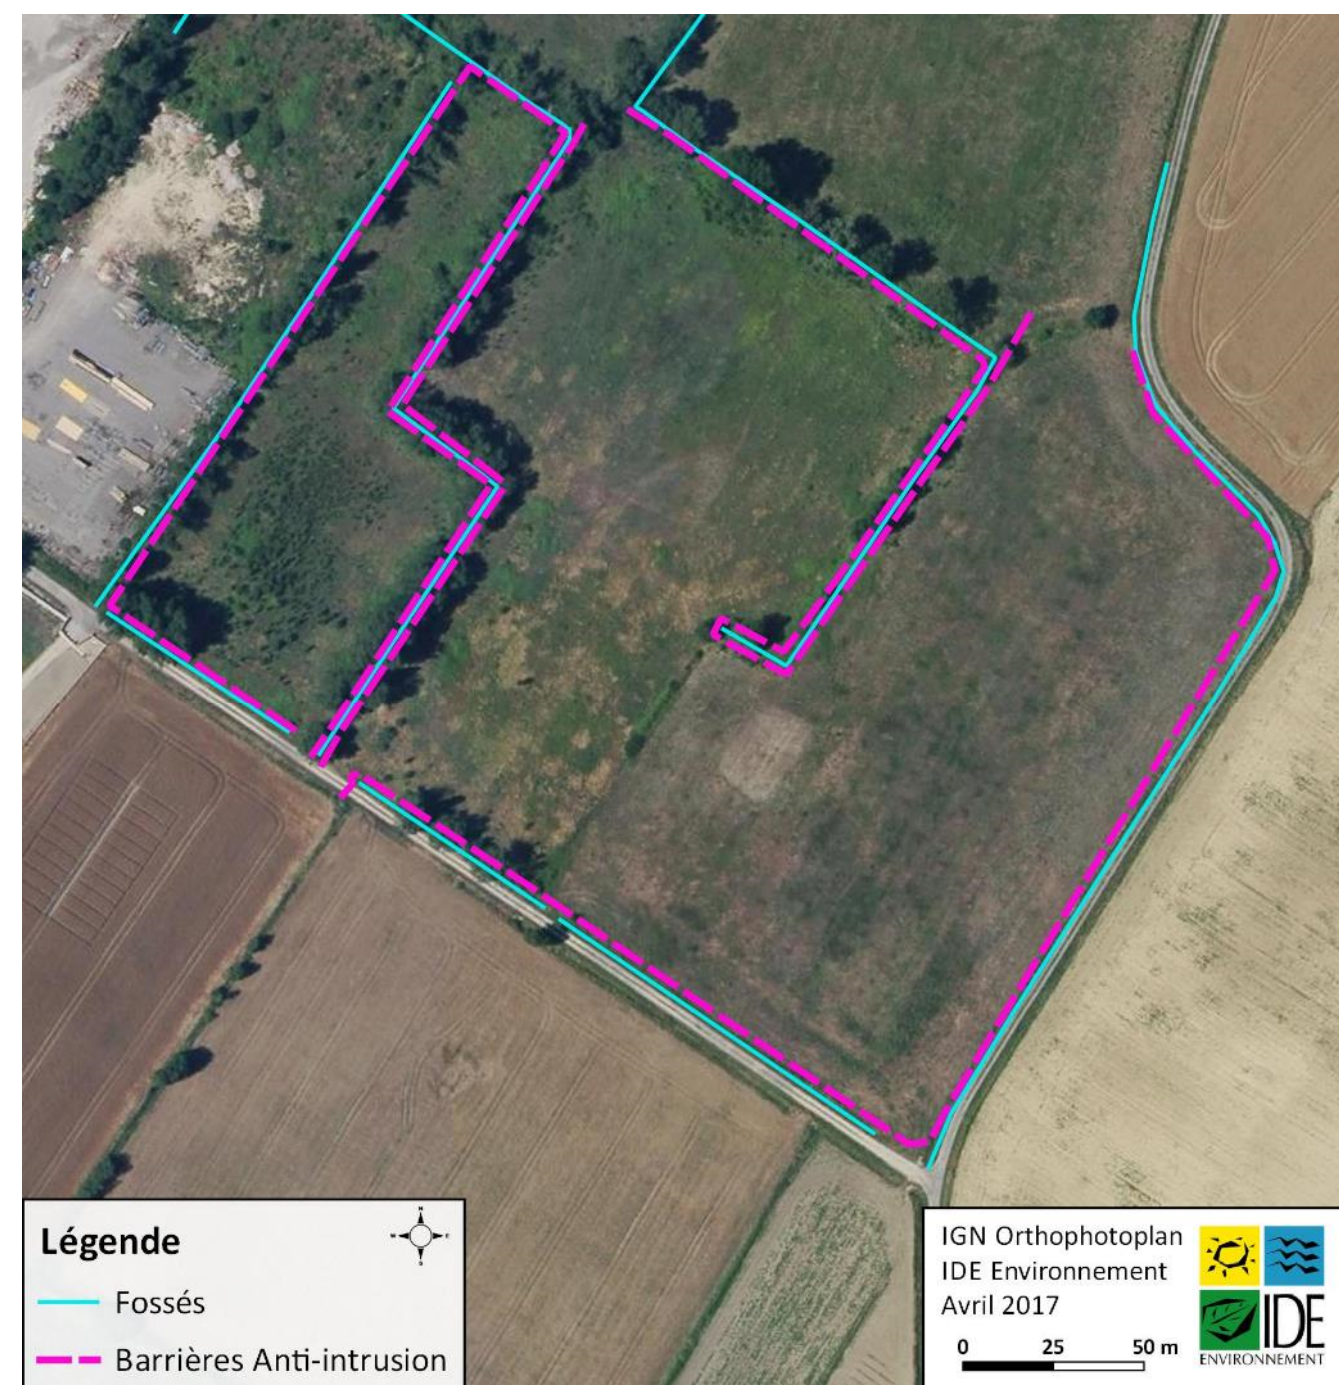 Légende
Fossés
Barrières Anti-intrusion
IGN Orthophotoplan
IDE Environnement
Avril 2017
0 25 50 m
IDE
ENVIRONNEMENT